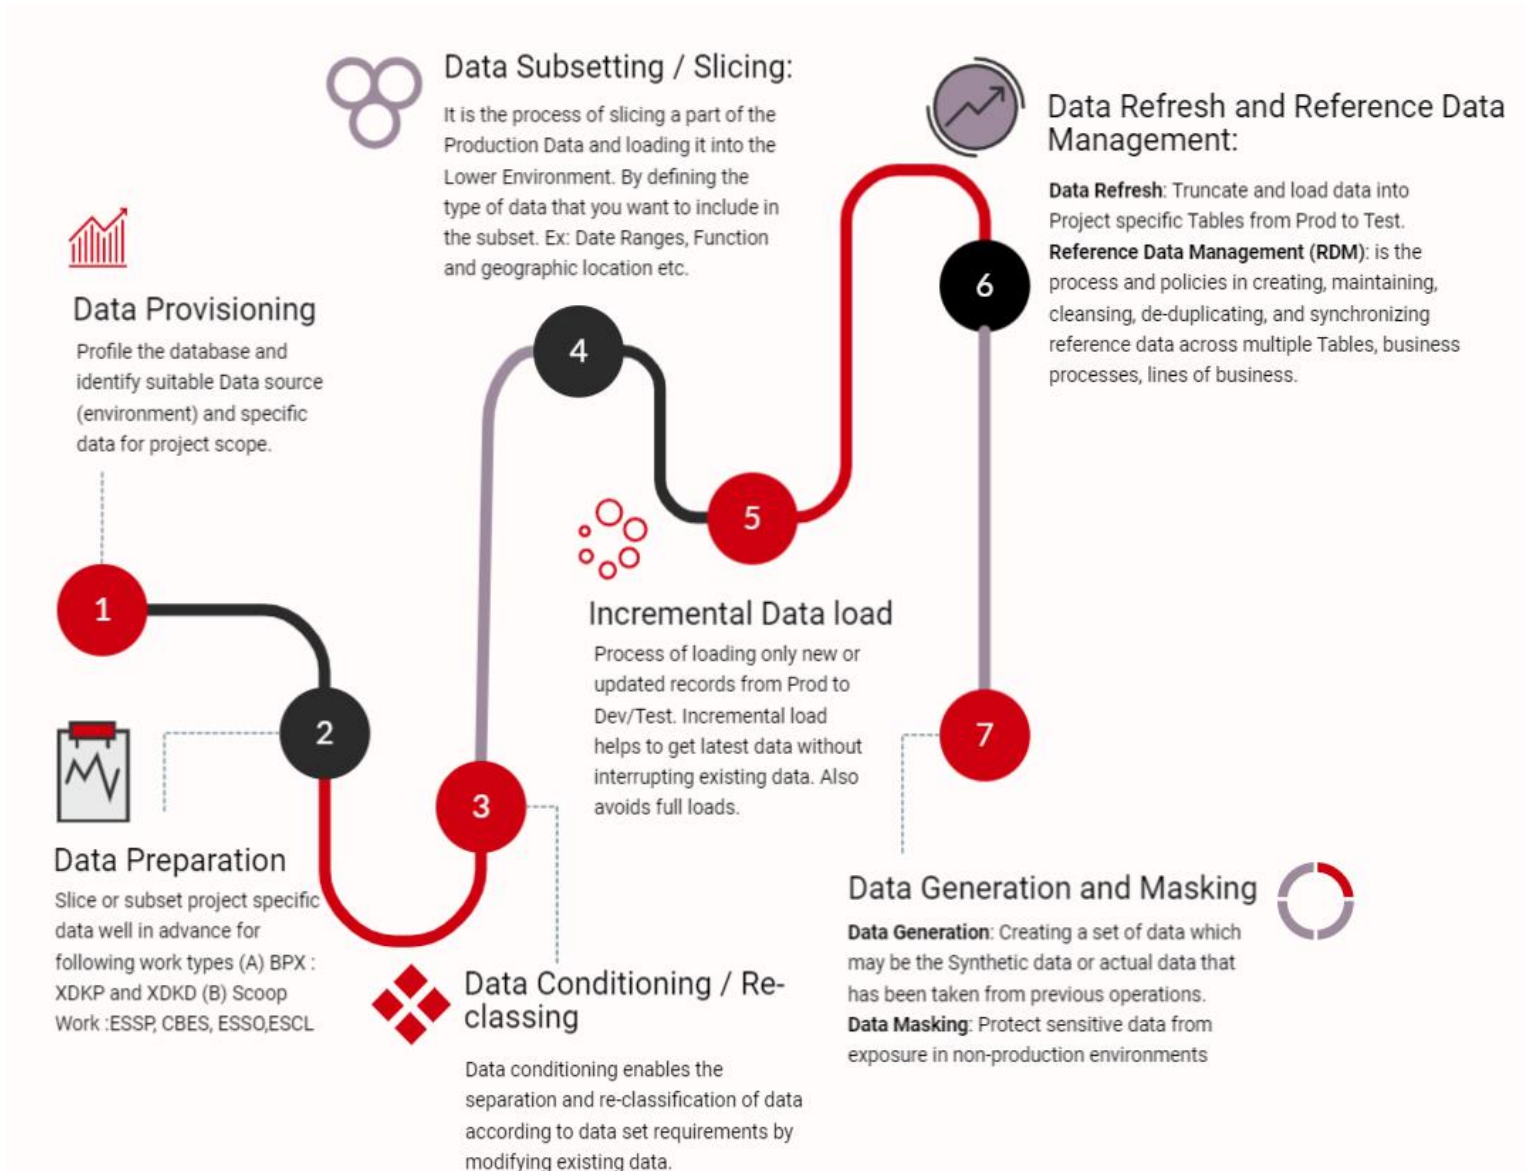 Data Provisioning
Profile the database and
identify suitable Data source
(environment) and specific
data for project scope.
1
2
Data Preparation
Slice or subset project specific
data well in advance for
following work types (A) BPX :
XDKP and XDKD (B) Scoop
Work :ESSP, CBES, ESSO,ESCL
3
Data Conditioning / Re-
classing
Data conditioning enables the
separation and re-classification of data
according to data set requirements by
modifying existing data.
Data Subsetting / Slicing:
It is the process of slicing a part of the
Production Data and loading it into the
Lower Environment. By defining the
type of data that you want to include in
the subset. Ex: Date Ranges, Function
and geographic location etc.
4
5
Incremental Data load
Process of loading only new or
updated records from Prod to
Dev/Test. Incremental load
helps to get latest data without
interrupting existing data. Also
avoids full loads.
Data Refresh and Reference Data
Management:
Data Refresh: Truncate and load data into
Project specific Tables from Prod to Test.
Reference Data Management (RDM): is the
process and policies in creating, maintaining,
cleansing, de-duplicating, and synchronizing
reference data across multiple Tables, business
processes, lines of business.
6
7
Data Generation and Masking
Data Generation: Creating a set of data which
may be the Synthetic data or actual data that
has been taken from previous operations.
Data Masking: Protect sensitive data from
exposure in non-production environments